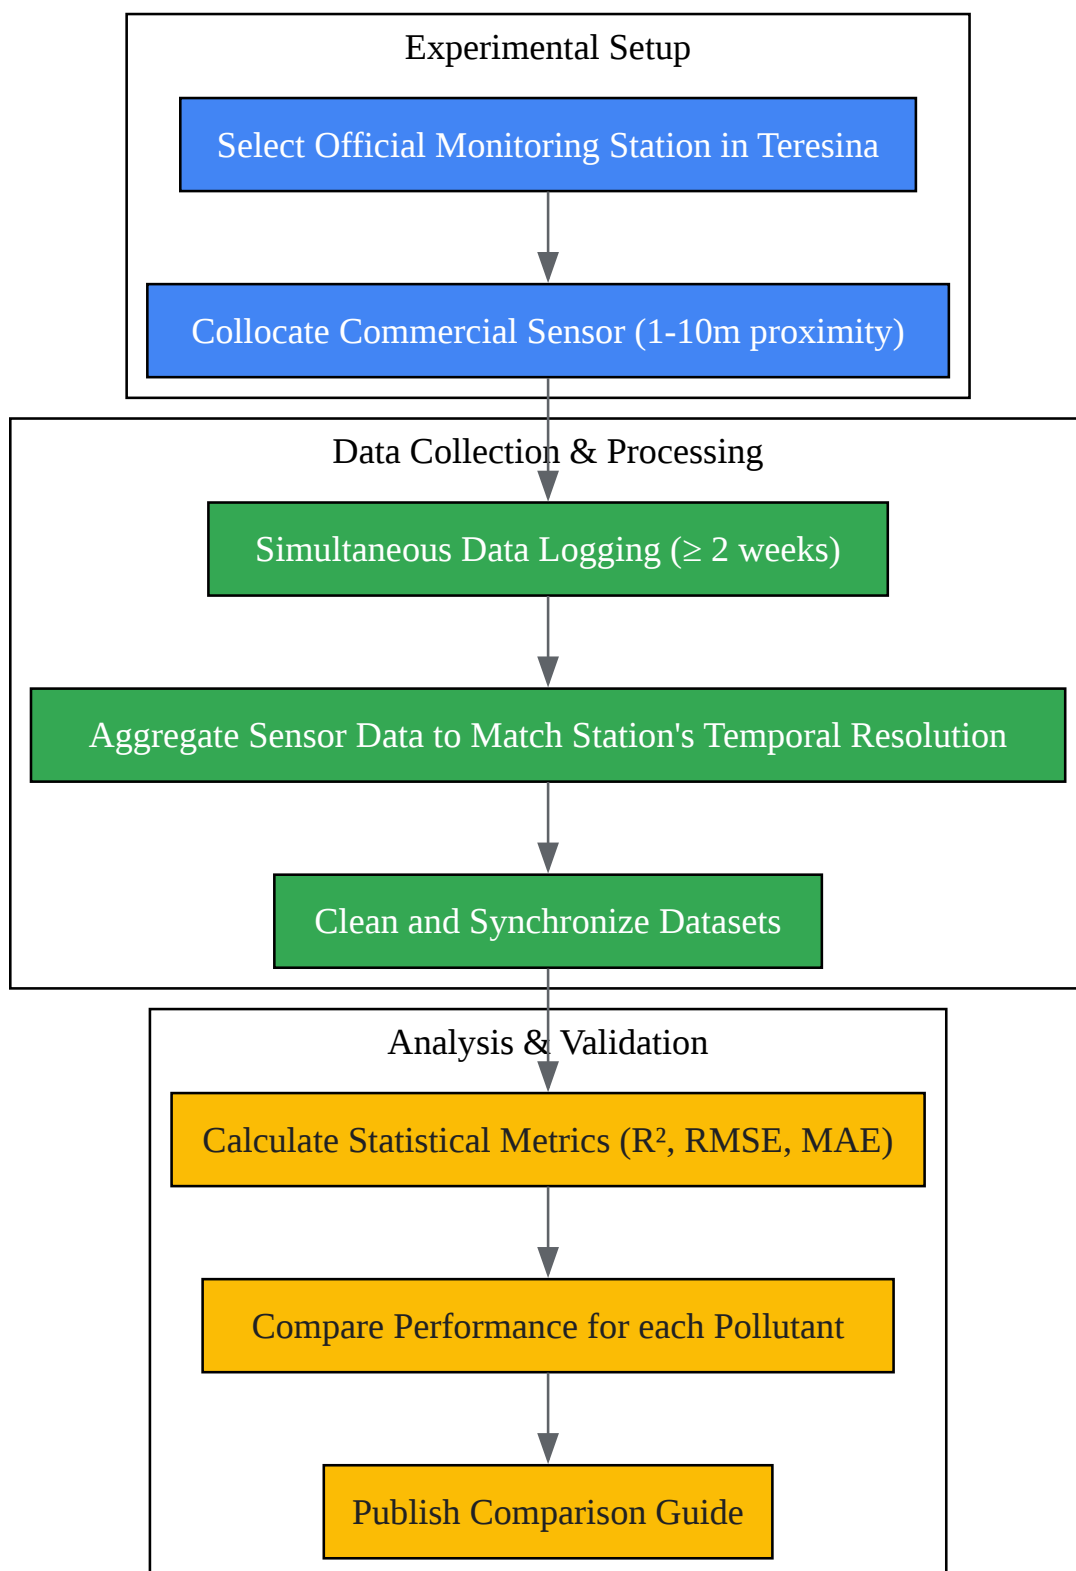 Experimental Setup
Select Official Monitoring Station in Teresina
Collocate Commercial Sensor (1-10m proximity)
Data Collection & Processing
Simultaneous Data Logging (≥ 2 weeks)
Aggregate Sensor Data to Match Station's Temporal Resolution
Clean and Synchronize Datasets
Analysis & Validation
Calculate Statistical Metrics (R², RMSE, MAE)
Compare Performance for each Pollutant
Publish Comparison Guide